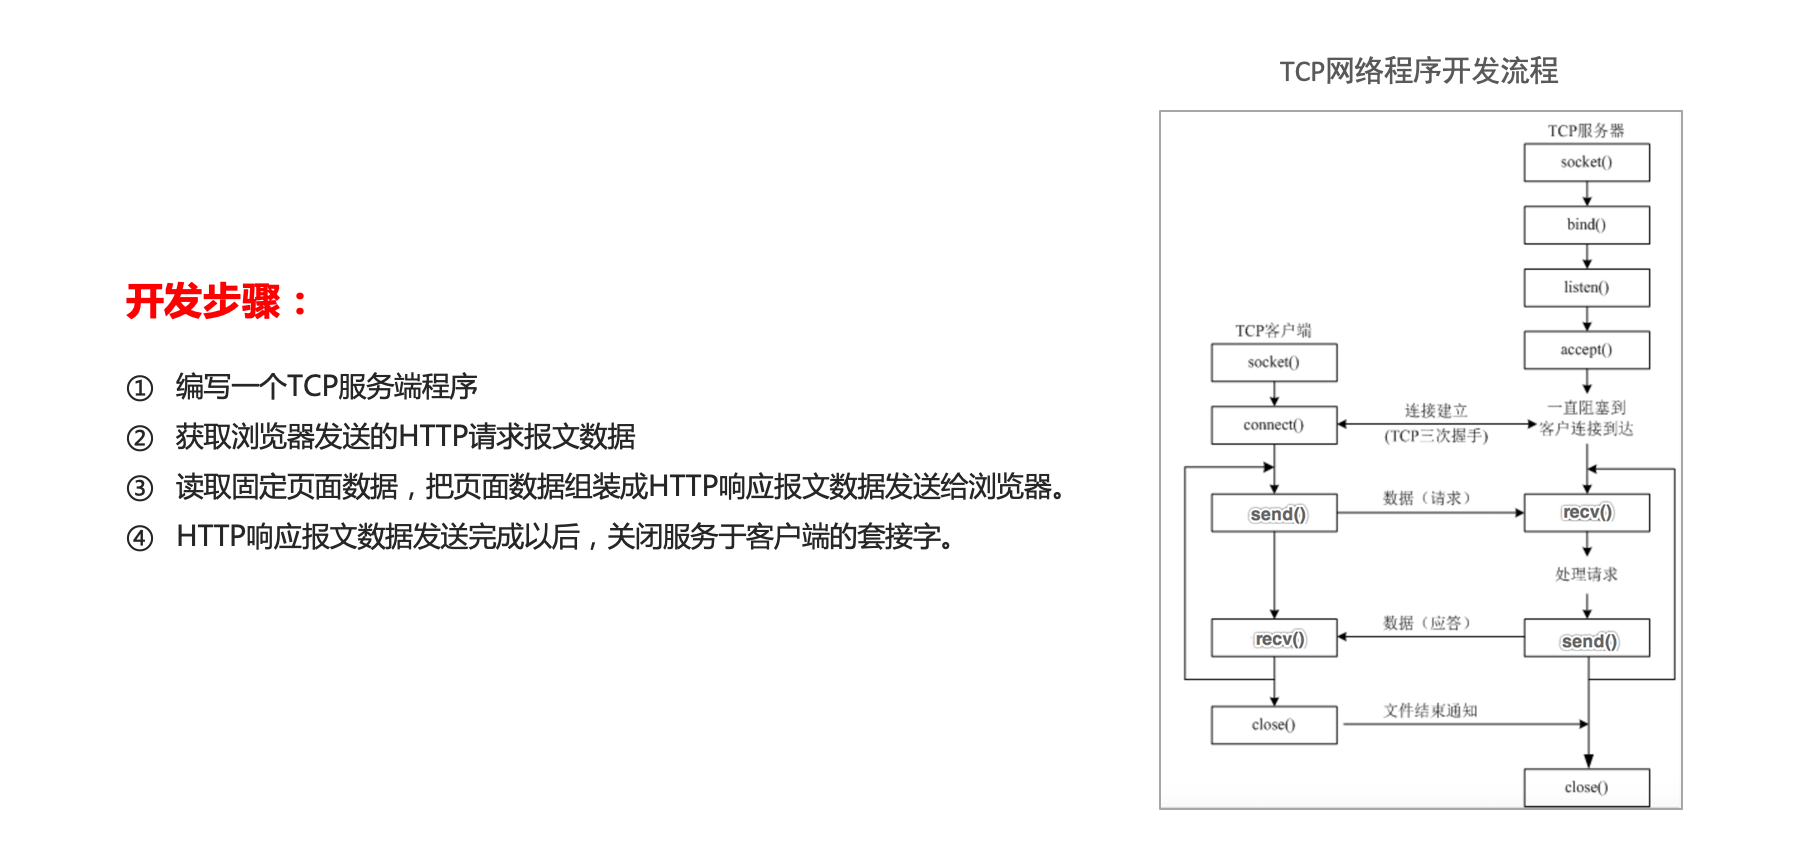 TCP网络程序开发流程
开发步骤：
① 编写一个TCP服务端程序
② 获取浏览器发送的HTTP请求报文数据
③ 读取固定页面数据，把页面数据组装成HTTP响应报文数据发送给浏览器。
④ HTTP响应报文数据发送完成以后，关闭服务于客户端的套接字。
TCP服务器
socket()
bind()
listen()
accept()
一直阻塞到
客户连接到达
TCP客户端
socket()
connect()
连接建立
(TCP三次握手)
send()
数据（请求）
recv()
处理请求
recv()
数据（应答）
send()
close()
文件结束通知
close()